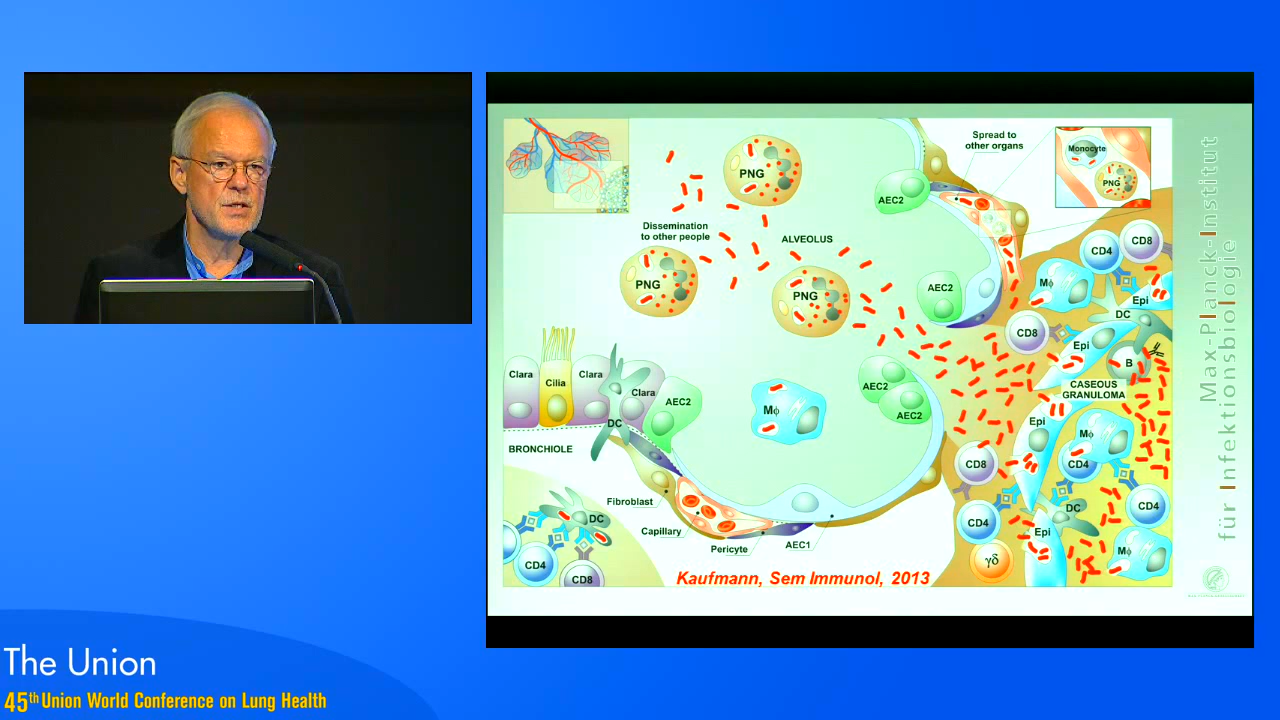 Spread to
other organs
Monocyte
PNG
PNG
AEC2
Dissemination
to other people
ALVEOLUS
CD4
CD8
PNG
PNG
AEC2
Mφ
Epi
DC
CD8
Epi
B
Clara
Cilia
Clara
Clara
AEC2
AEC2
AEC2
CASEOUS
GRANULOMA
Mφ
DC
Epi
Mφ
BRONCHIOLE
CD8
CD4
Fibroblast
DC
Capillary
Pericyte
AEC1
CD4
CD8
CD4
Epi
DC
CD4
Mφ
γδ
Kaufmann, Sem Immunol, 2013
Max-Planck-Institut
für Infektionsbiologie
The Union
45th Union World Conference on Lung Health